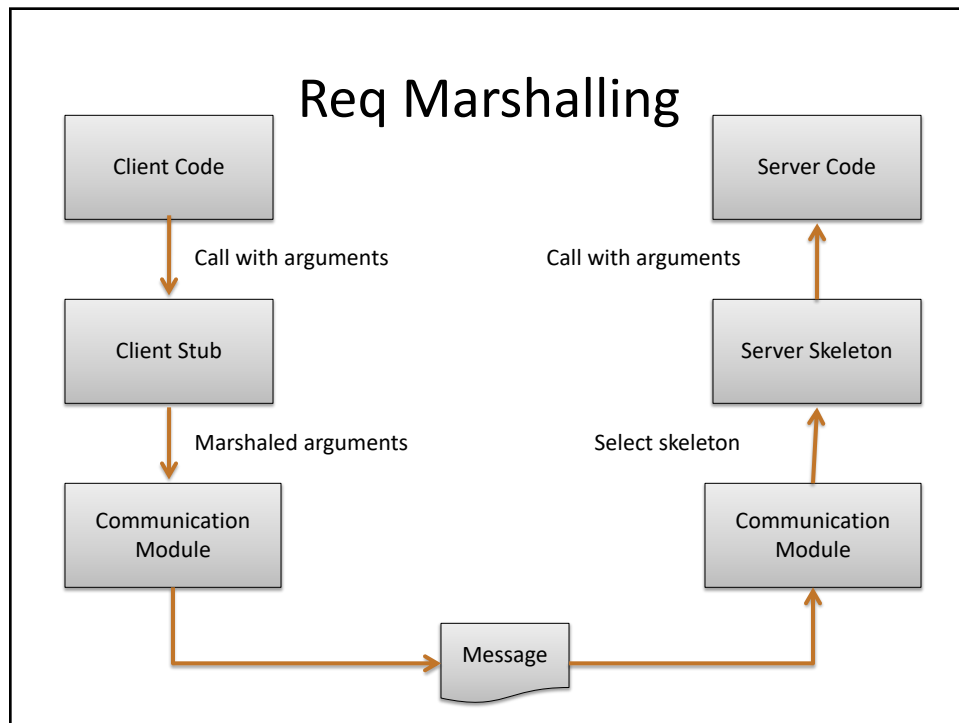 Req Marshalling
Client Code
Server Code
Call with arguments
Call with arguments
Client Stub
Server Skeleton
Marshaled arguments
Select skeleton
Communication
Module
Communication
Module
Message